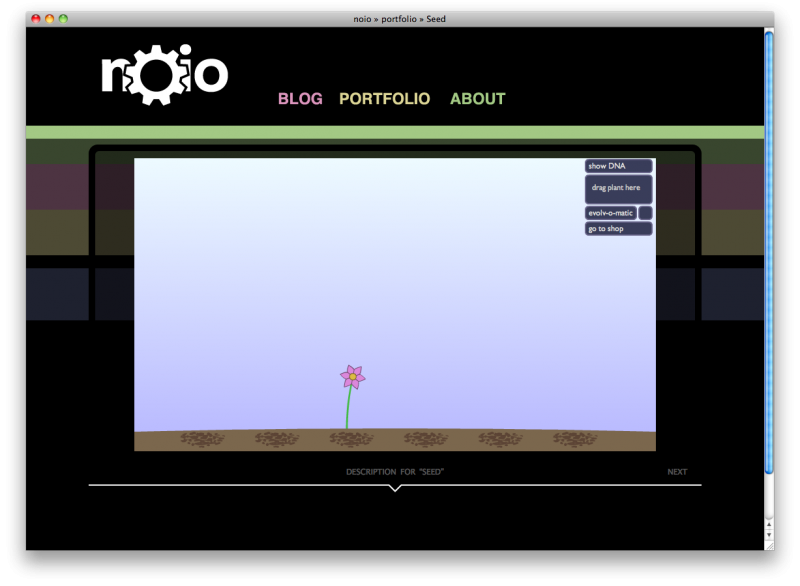 noio » portfolio » Seed
noio
BLOG PORTFOLIO ABOUT
show DNA
drag plant here
evolv-o-matic
go to shop
DESCRIPTION FOR "SEED" NEXT